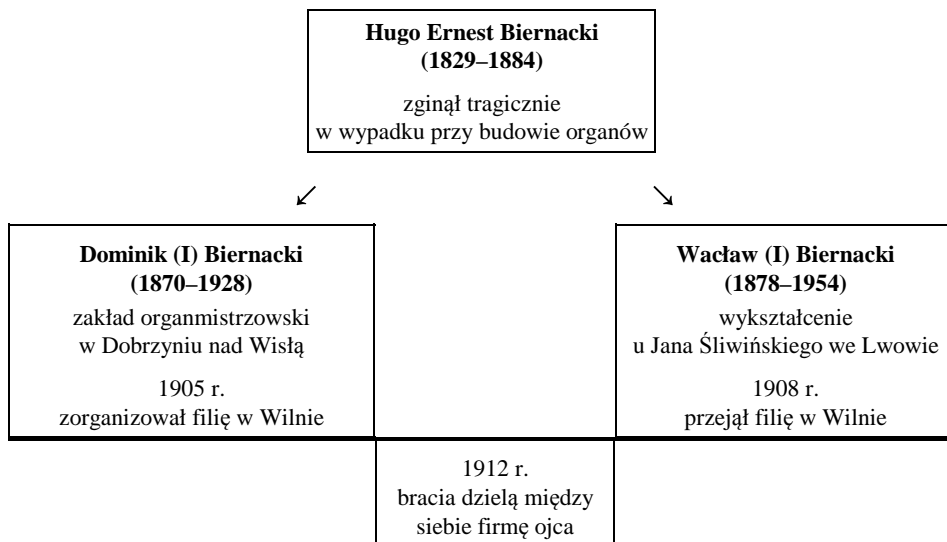 Hugo Ernest Biernacki
(1829–1884)
zginął tragicznie
w wypadku przy budowie organów
Dominik (I) Biernacki
(1870–1928)
zakład organmistrzowski
w Dobrzyniu nad Wisłą
1905 r.
zorganizował filię w Wilnie
Wacław (I) Biernacki
(1878–1954)
wykształcenie
u Jana Śliwińskiego we Lwowie
1908 r.
przejął filię w Wilnie
1912 r.
bracia dzielą między
siebie firmę ojca